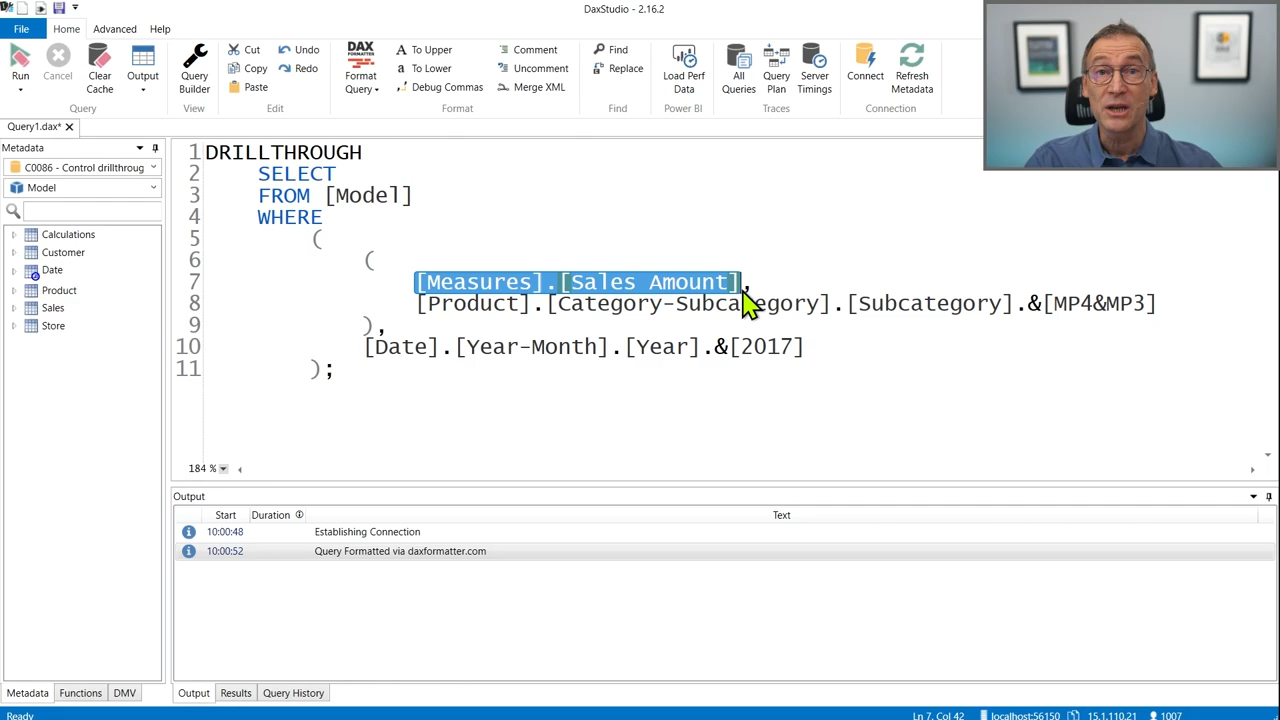 DaxStudio - 2.16.2
File Home Advanced Help
Run Cancel Clear Cache Output Query Builder Cut Copy Paste Undo Redo DAX FORMATTER Format Query To Upper To Lower Debug Commas Comment Uncomment Merge XML Find Replace Load Perf Data All Queries Query Plan Server Timings Connect Refresh Metadata
Query View Edit Format Find Power BI Traces Connection
Query1.dax*
Metadata
C0086 - Control drillthroug
Model
Calculations
Customer
Date
Product
Sales
Store
1 DRILLTHROUGH
2 SELECT
3 FROM [Model]
4 WHERE
5 (
6 (
7 [Measures].[Sales Amount],
8 [Product].[Category-Subcategory].[Subcategory].&[MP4&MP3]
9 ),
10 [Date].[Year-Month].[Year].&[2017]
11 );
184 %
Output
Start Duration Text
10:00:48 Establishing Connection
10:00:52 Query Formatted via daxformatter.com
Metadata Functions DMV Output Results Query History
Ready Ln 7, Col 42 localhost:56150 15.1.110.21 1007